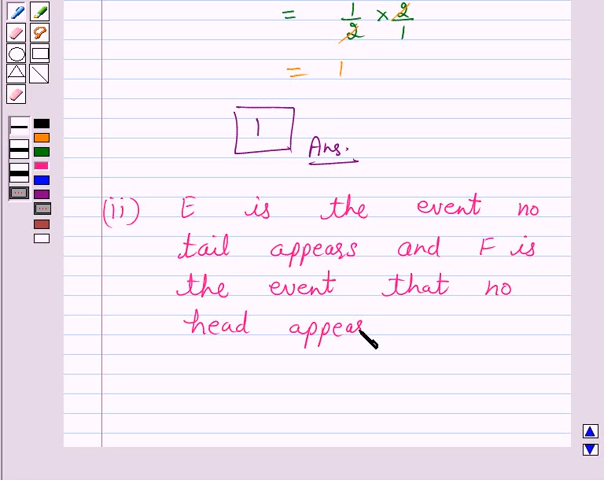 = 1/2 × 2/1
= 1
1
Ans.
(ii) E is the event no
tail appears and F is
the event that no
head appeas